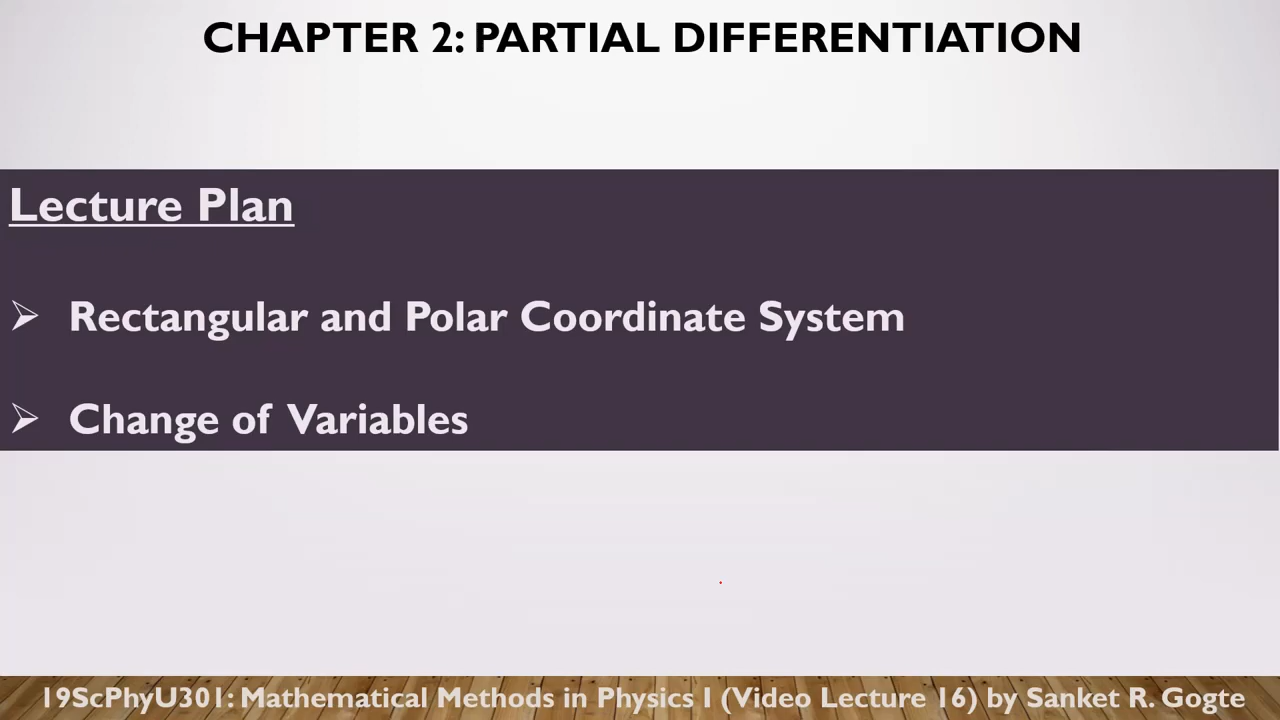 CHAPTER 2: PARTIAL DIFFERENTIATION
Lecture Plan
➢ Rectangular and Polar Coordinate System
➢ Change of Variables
19ScPhyU301: Mathematical Methods in Physics I (Video Lecture 16) by Sanket R. Gogte